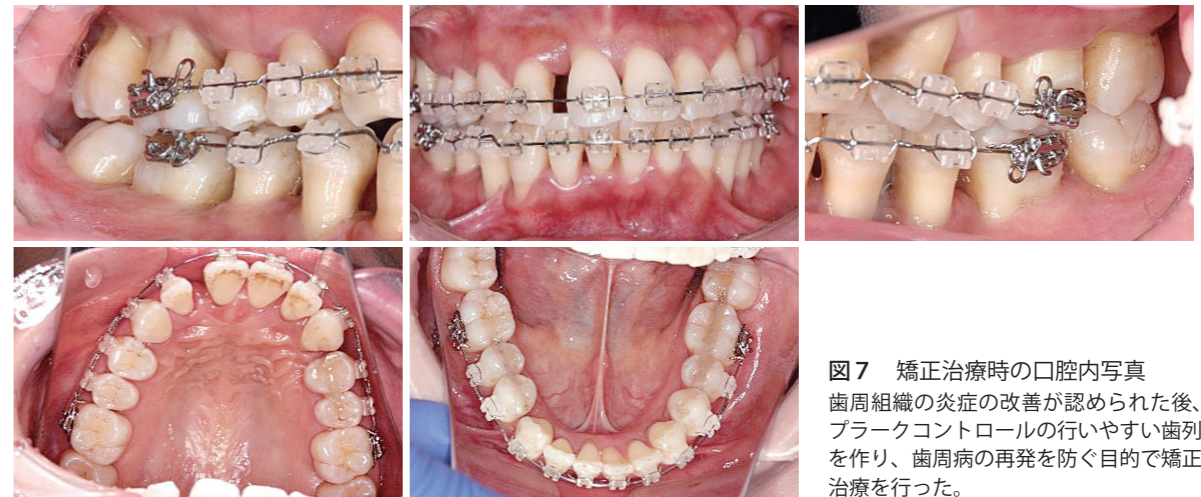 図7 矯正治療時の口腔内写真
歯周組織の炎症の改善が認められた後、
プラークコントロールの行いやすい歯列
を作り、歯周病の再発を防ぐ目的で矯正
治療を行った。